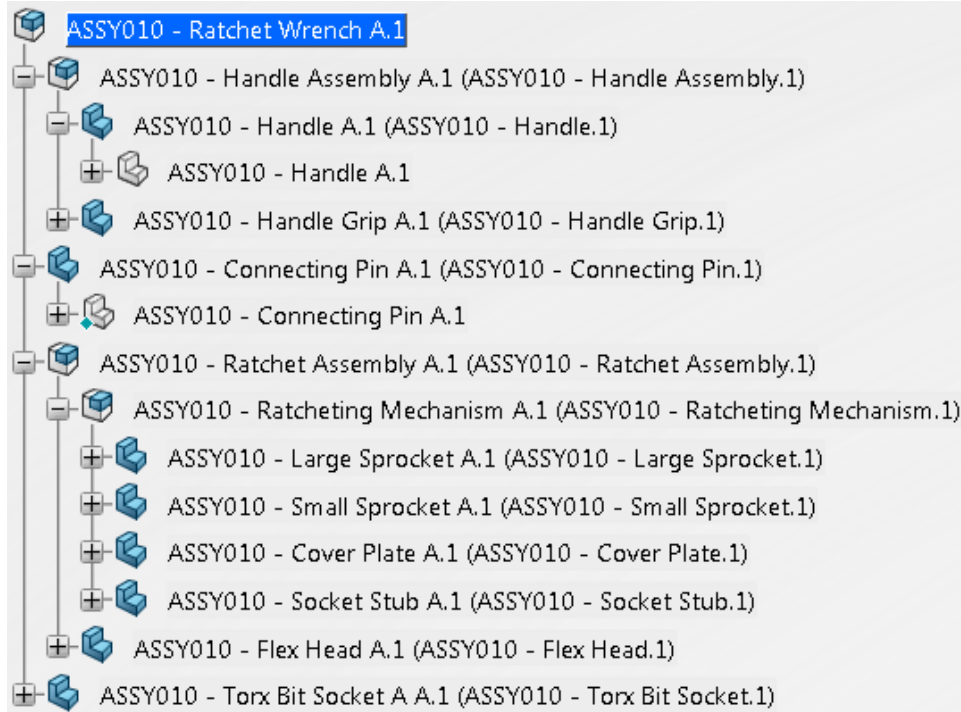 ASSY010 - Ratchet Wrench A.1
ASSY010 - Handle Assembly A.1 (ASSY010 - Handle Assembly.1)
ASSY010 - Handle A.1 (ASSY010 - Handle.1)
ASSY010 - Handle A.1
ASSY010 - Handle Grip A.1 (ASSY010 - Handle Grip.1)
ASSY010 - Connecting Pin A.1 (ASSY010 - Connecting Pin.1)
ASSY010 - Connecting Pin A.1
ASSY010 - Ratchet Assembly A.1 (ASSY010 - Ratchet Assembly.1)
ASSY010 - Ratcheting Mechanism A.1 (ASSY010 - Ratcheting Mechanism.1)
ASSY010 - Large Sprocket A.1 (ASSY010 - Large Sprocket.1)
ASSY010 - Small Sprocket A.1 (ASSY010 - Small Sprocket.1)
ASSY010 - Cover Plate A.1 (ASSY010 - Cover Plate.1)
ASSY010 - Socket Stub A.1 (ASSY010 - Socket Stub.1)
ASSY010 - Flex Head A.1 (ASSY010 - Flex Head.1)
ASSY010 - Torx Bit Socket A A.1 (ASSY010 - Torx Bit Socket.1)